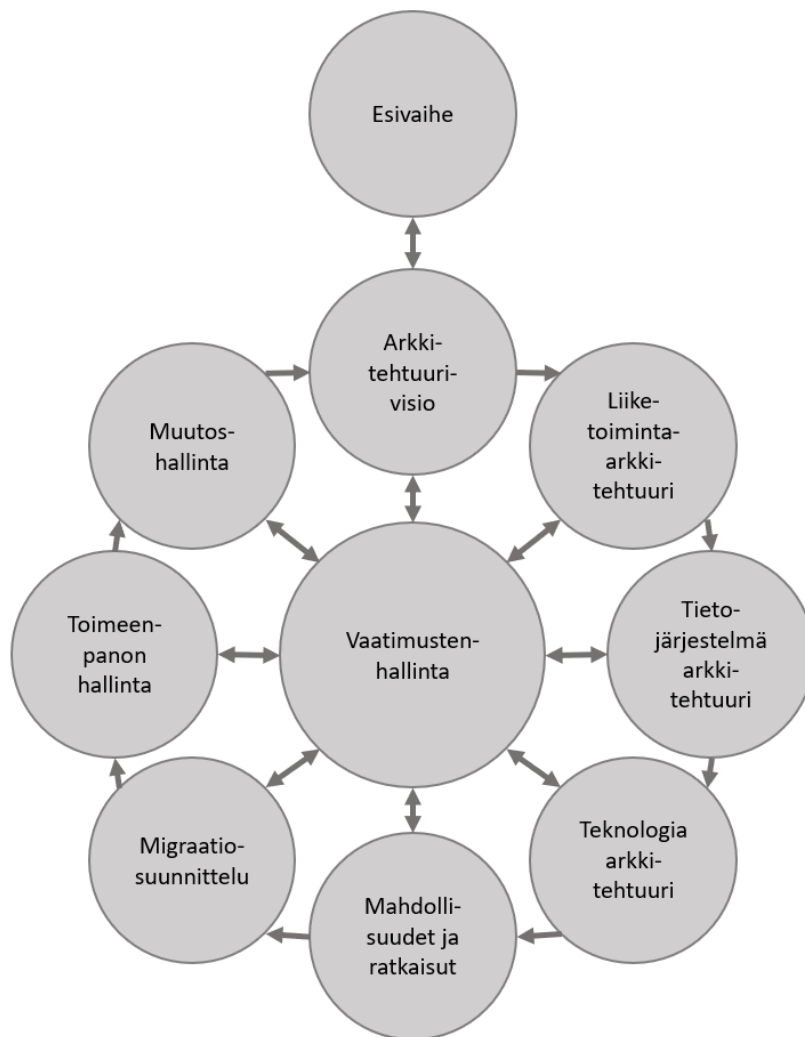 Esivaihe
Arkki-
tehtuuri-
visio
Liike-
toiminta-
arkki-
tehtuuri
Muutos-
hallinta
Tieto-
järjestelmä
arkki-
tehtuuri
Vaatimusten-
hallinta
Toimeen-
panon
hallinta
Teknologia
arkki-
tehtuuri
Migraatio-
suunnittelu
Mahdolli-
suudet ja
ratkaisut